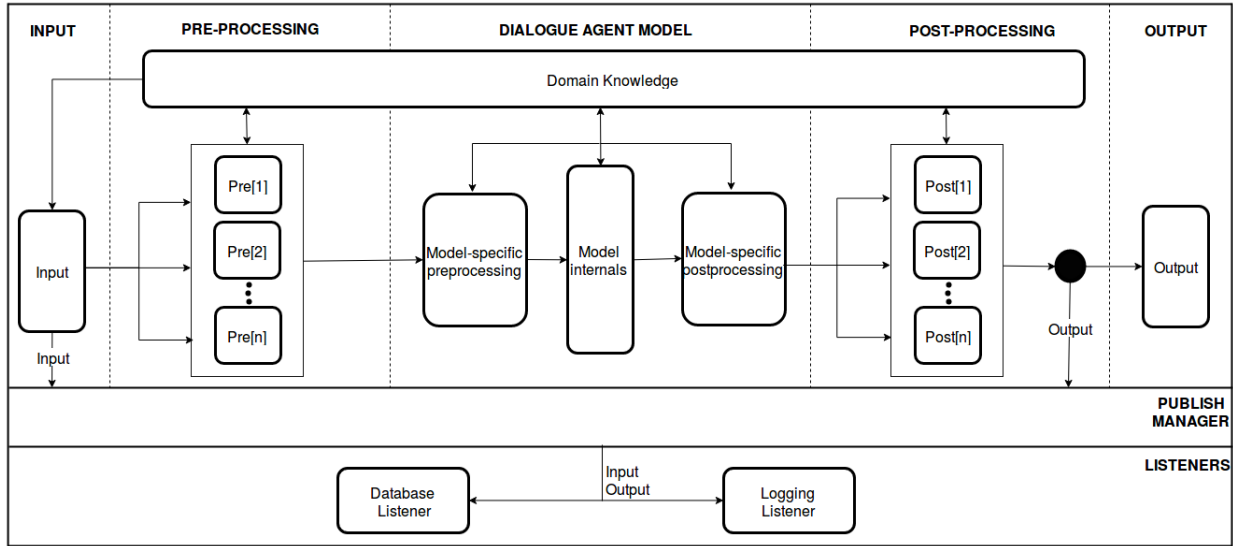 INPUT
PRE-PROCESSING
DIALOGUE AGENT MODEL
POST-PROCESSING
OUTPUT
Domain Knowledge
Input
Input
Pre[1]
Pre[2]
Pre[n]
Model-specific
preprocessing
Model
internals
Model-specific
postprocessing
Post[1]
Post[2]
Post[n]
Output
Output
PUBLISH
MANAGER
LISTENERS
Input
Output
Database
Listener
Logging
Listener